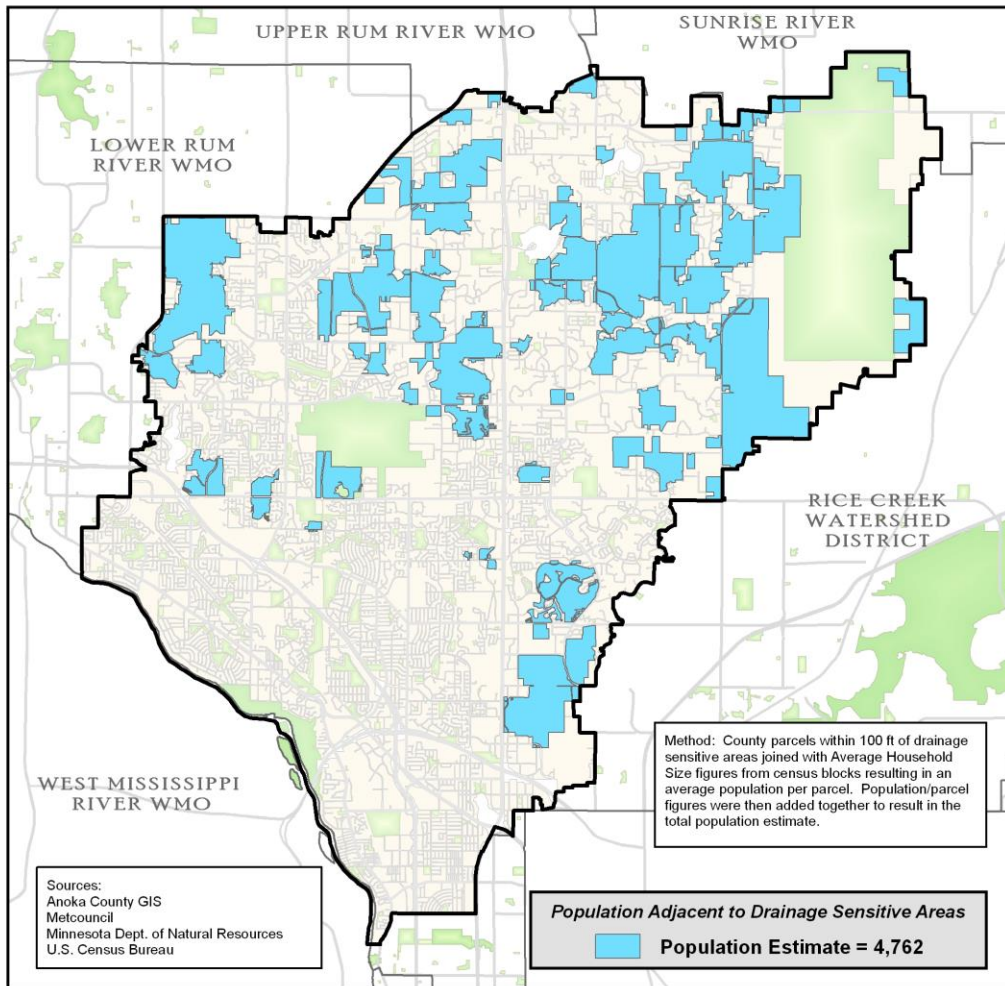 UPPER RUM RIVER WMO
SUNRISE RIVER
WMO
LOWER RUM
RIVER WMO
RICE CREEK
WATERSHED
DISTRICT
WEST MISSISSIPPI
RIVER WMO
Method: County parcels within 100 ft of drainage
sensitive areas joined with Average Household
Size figures from census blocks resulting in an
average population per parcel. Population/parcel
figures were then added together to result in the
total population estimate.
Sources:
Anoka County GIS
Metcouncil
Minnesota Dept. of Natural Resources
U.S. Census Bureau
Population Adjacent to Drainage Sensitive Areas
Population Estimate = 4,762